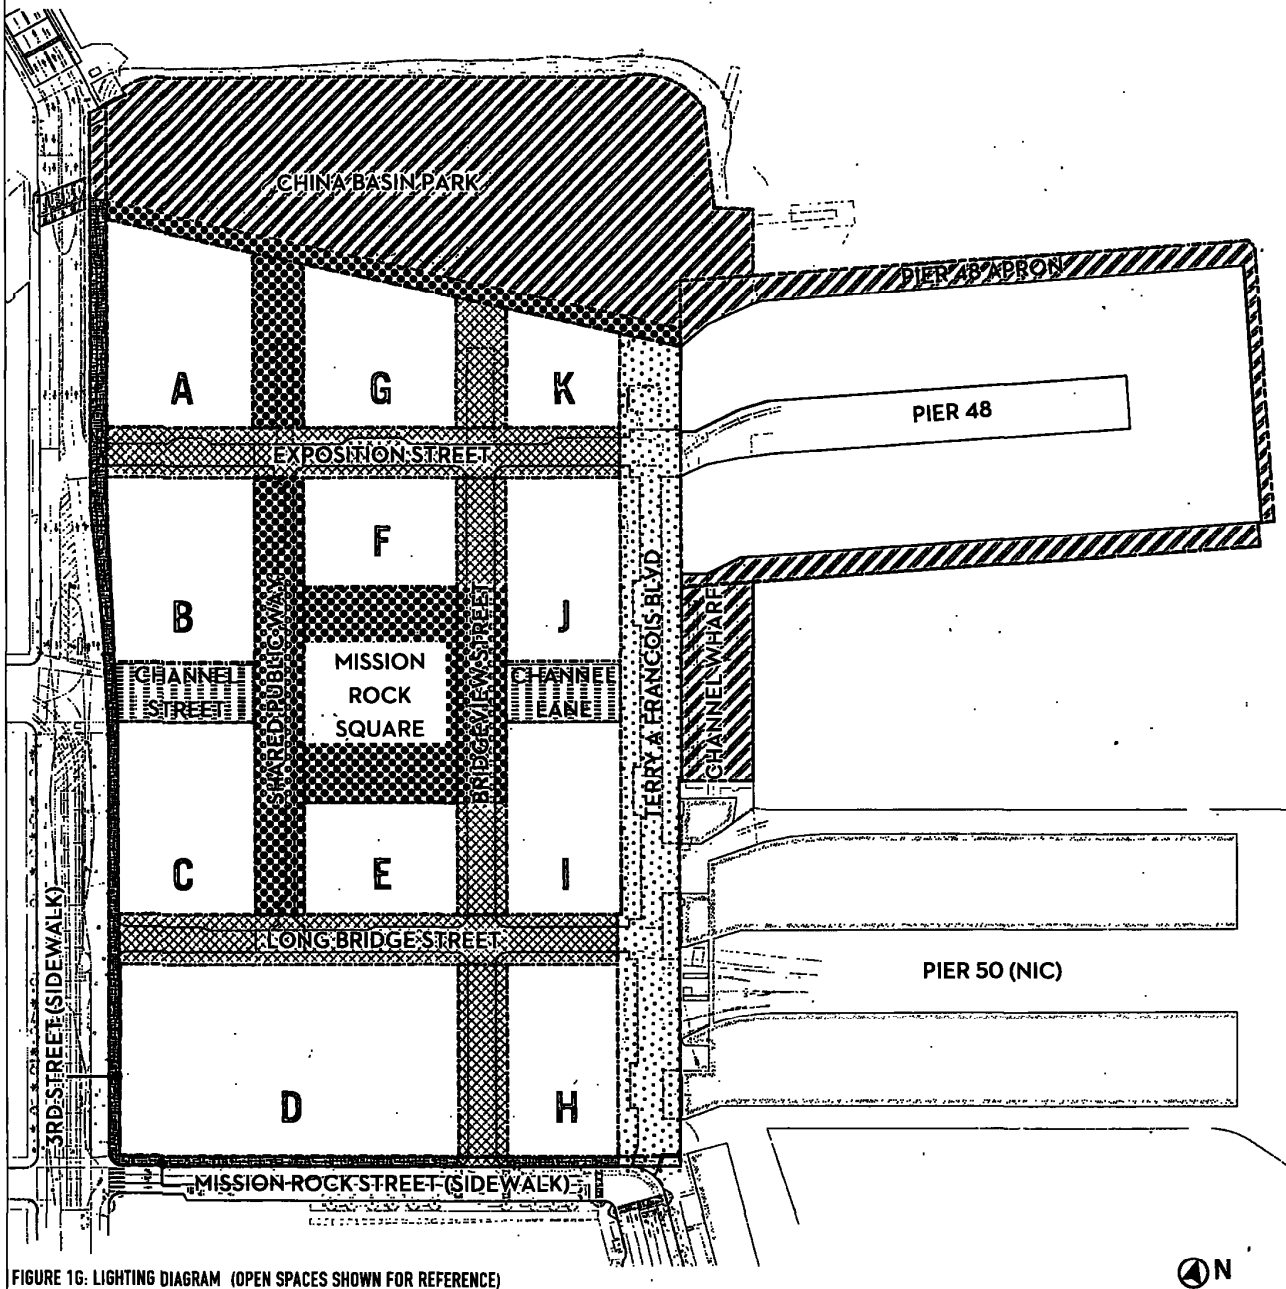 CHINA BASIN PARK
PIER 48 APRON
A
G
K
PIER 48
EXPOSITION STREET
F
B
J
SHARED PUBLIC WAY
BRIDGEVIEW STREET
TERRY A FRANCOIS BLVD
CHANNEL WHARF
MISSION
ROCK
SQUARE
CHANNEL
STREET
CHANNEL
LANE
C
E
I
LONG BRIDGE STREET
3RD STREET (SIDEWALK)
PIER 50 (NIC)
D
H
MISSION ROCK STREET (SIDEWALK)
FIGURE 1G: LIGHTING DIAGRAM (OPEN SPACES SHOWN FOR REFERENCE)
N